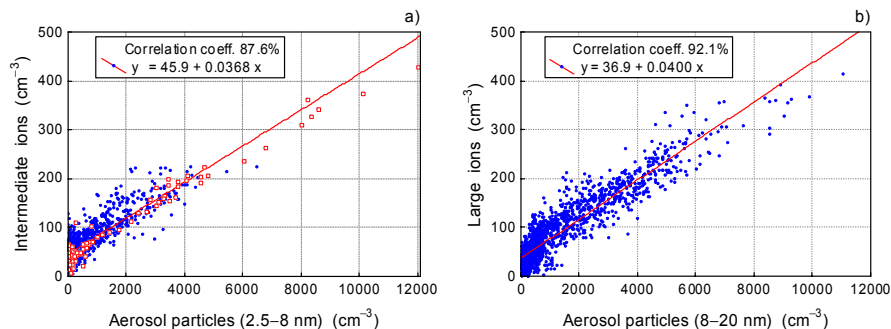 a)
Correlation coeff. 87.6%
y = 45.9 + 0.0368 x
500
400
300
200
100
0
Intermediate ions (cm⁻³)
0 2000 4000 6000 8000 10000 12000
Aerosol particles (2.5–8 nm) (cm⁻³)
b)
Correlation coeff. 92.1%
y = 36.9 + 0.0400 x
500
400
300
200
100
0
Large ions (cm⁻³)
0 2000 4000 6000 8000 10000 12000
Aerosol particles (8–20 nm) (cm⁻³)